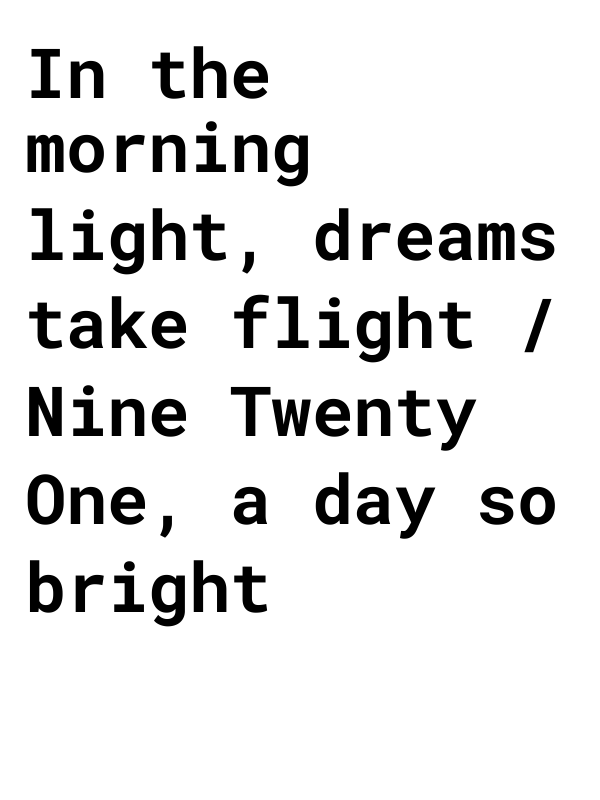 In the
morning
light, dreams
take flight /
Nine Twenty
One, a day so
bright